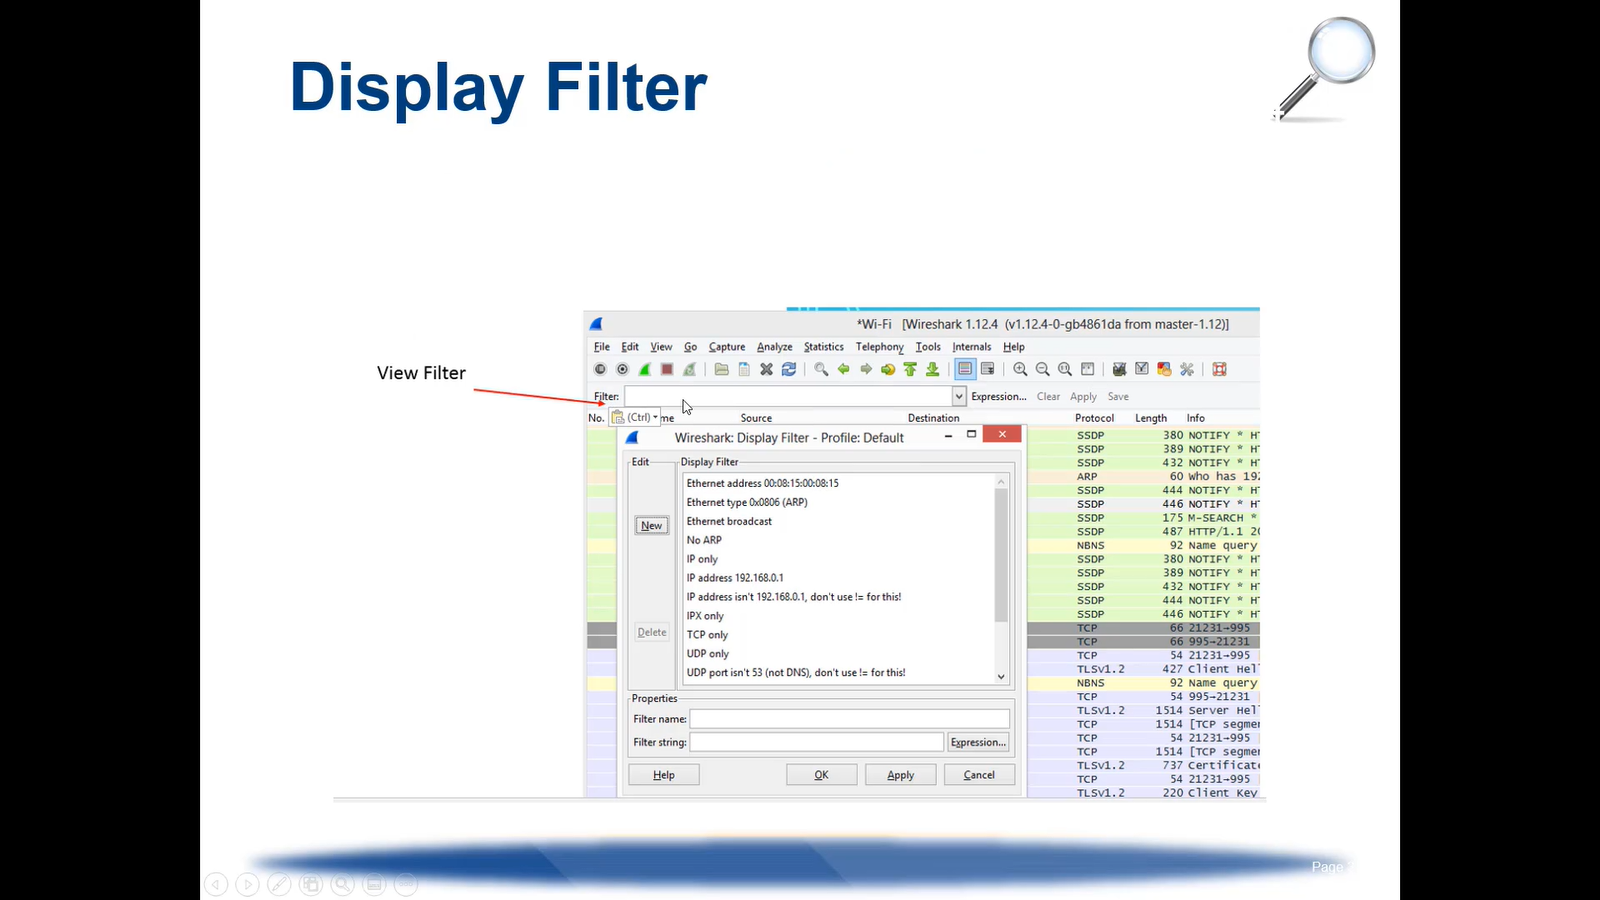 Display Filter
*Wi-Fi [Wireshark 1.12.4 (v1.12.4-0-gb4861da from master-1.12)]
File Edit View Go Capture Analyze Statistics Telephony Tools Internals Help
View Filter
Filter: Expression... Clear Apply Save
No. (Ctrl) me Source Destination Protocol Length Info
Wireshark: Display Filter - Profile: Default
Edit Display Filter
Ethernet address 00:08:15:00:08:15
Ethernet type 0x0806 (ARP)
Ethernet broadcast
New
No ARP
IP only
IP address 192.168.0.1
IP address isn't 192.168.0.1, don't use != for this!
IPX only
Delete
TCP only
UDP only
UDP port isn't 53 (not DNS), don't use != for this!
Properties
Filter name:
Filter string: Expression...
Help OK Apply Cancel
SSDP 380 NOTIFY * H
SSDP 389 NOTIFY * H
SSDP 432 NOTIFY * H
ARP 60 Who has 192
SSDP 444 NOTIFY * H
SSDP 446 NOTIFY * H
SSDP 175 M-SEARCH *
SSDP 487 HTTP/1.1 20
NBNS 92 Name query
SSDP 380 NOTIFY * H
SSDP 389 NOTIFY * H
SSDP 432 NOTIFY * H
SSDP 444 NOTIFY * H
SSDP 446 NOTIFY * H
TCP 66 21231→995
TCP 66 995→21231
TCP 54 21231→995
TLSv1.2 427 Client Hel
NBNS 92 Name query
TCP 54 995→21231
TLSv1.2 1514 Server Hel
TCP 1514 [TCP segme
TCP 54 21231→995
TCP 1514 [TCP segme
TLSv1.2 737 Certificate
TCP 54 21231→995
TLSv1.2 220 Client Key
Page